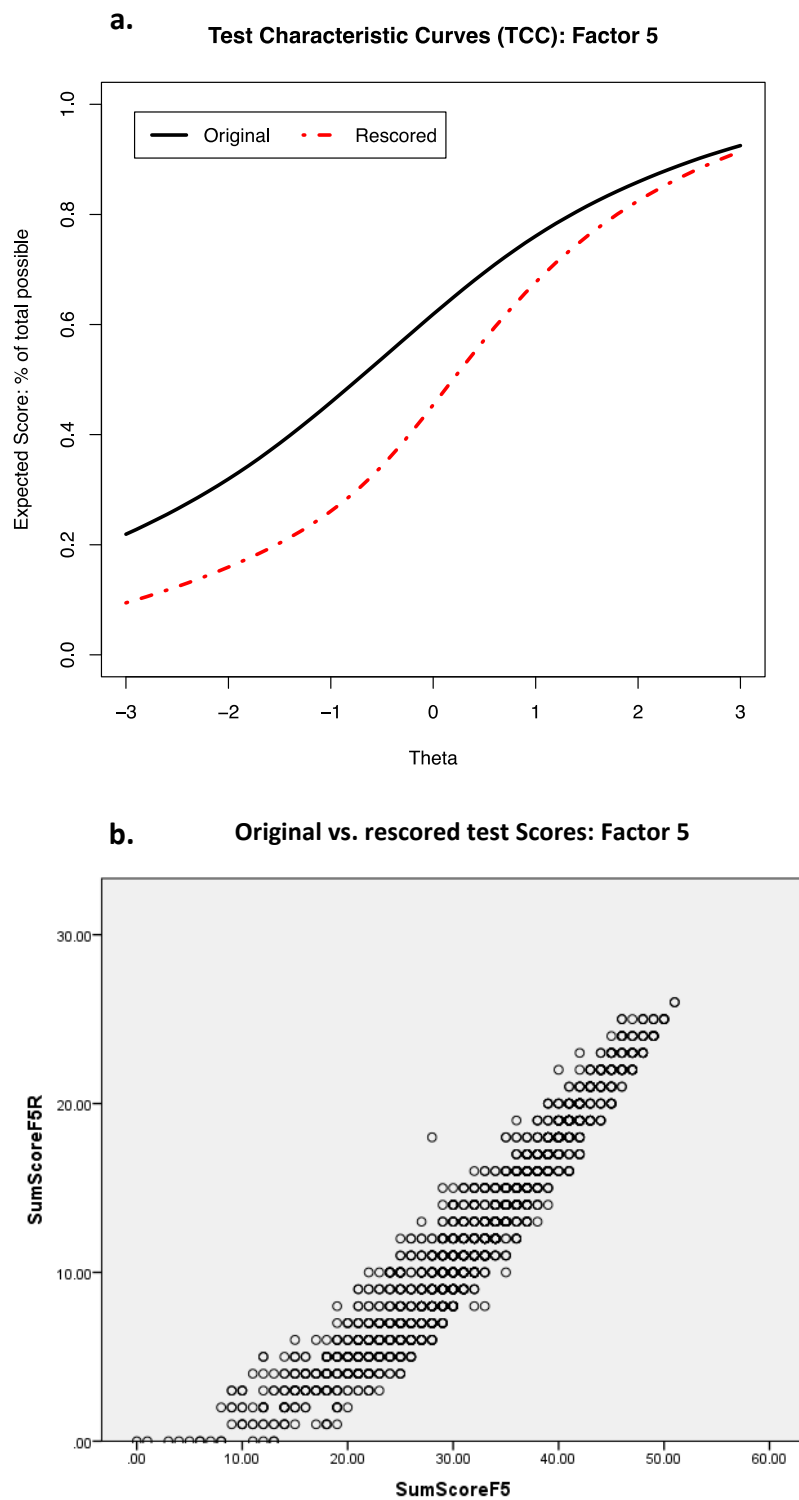 a.
Test Characteristic Curves (TCC): Factor 5
Original
Rescored
Expected Score: % of total possible
1.0
0.8
0.6
0.4
0.2
0.0
−3 −2 −1 0 1 2 3
Theta
b.
Original vs. rescored test Scores: Factor 5
SumScoreF5R
30.00
20.00
10.00
.00
.00 10.00 20.00 30.00 40.00 50.00 60.00
SumScoreF5